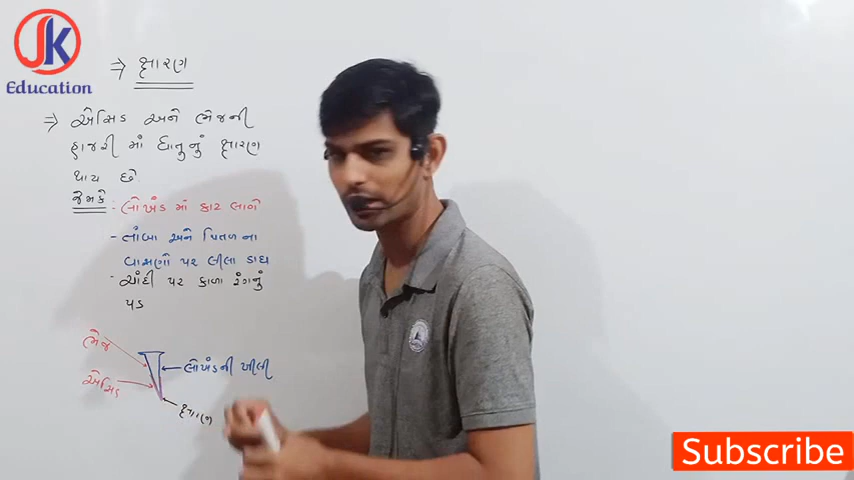 JK
Education
⇒ ક્ષારણ
⇒ એસિડ અને ભેજની
હાજરી માં ધાતુનું ક્ષારણ
થાય છે
જેમકે - લોખંડ માં કાટ લાગે
- તાંબા અને પિતળ ના
વાસણો પર લીલા ડાઘ
- ચાંદી પર કાળા રંગનું
પડ
ભેજ
લોખંડની ખીલી
એસિડ
ક્ષારણ
Subscribe